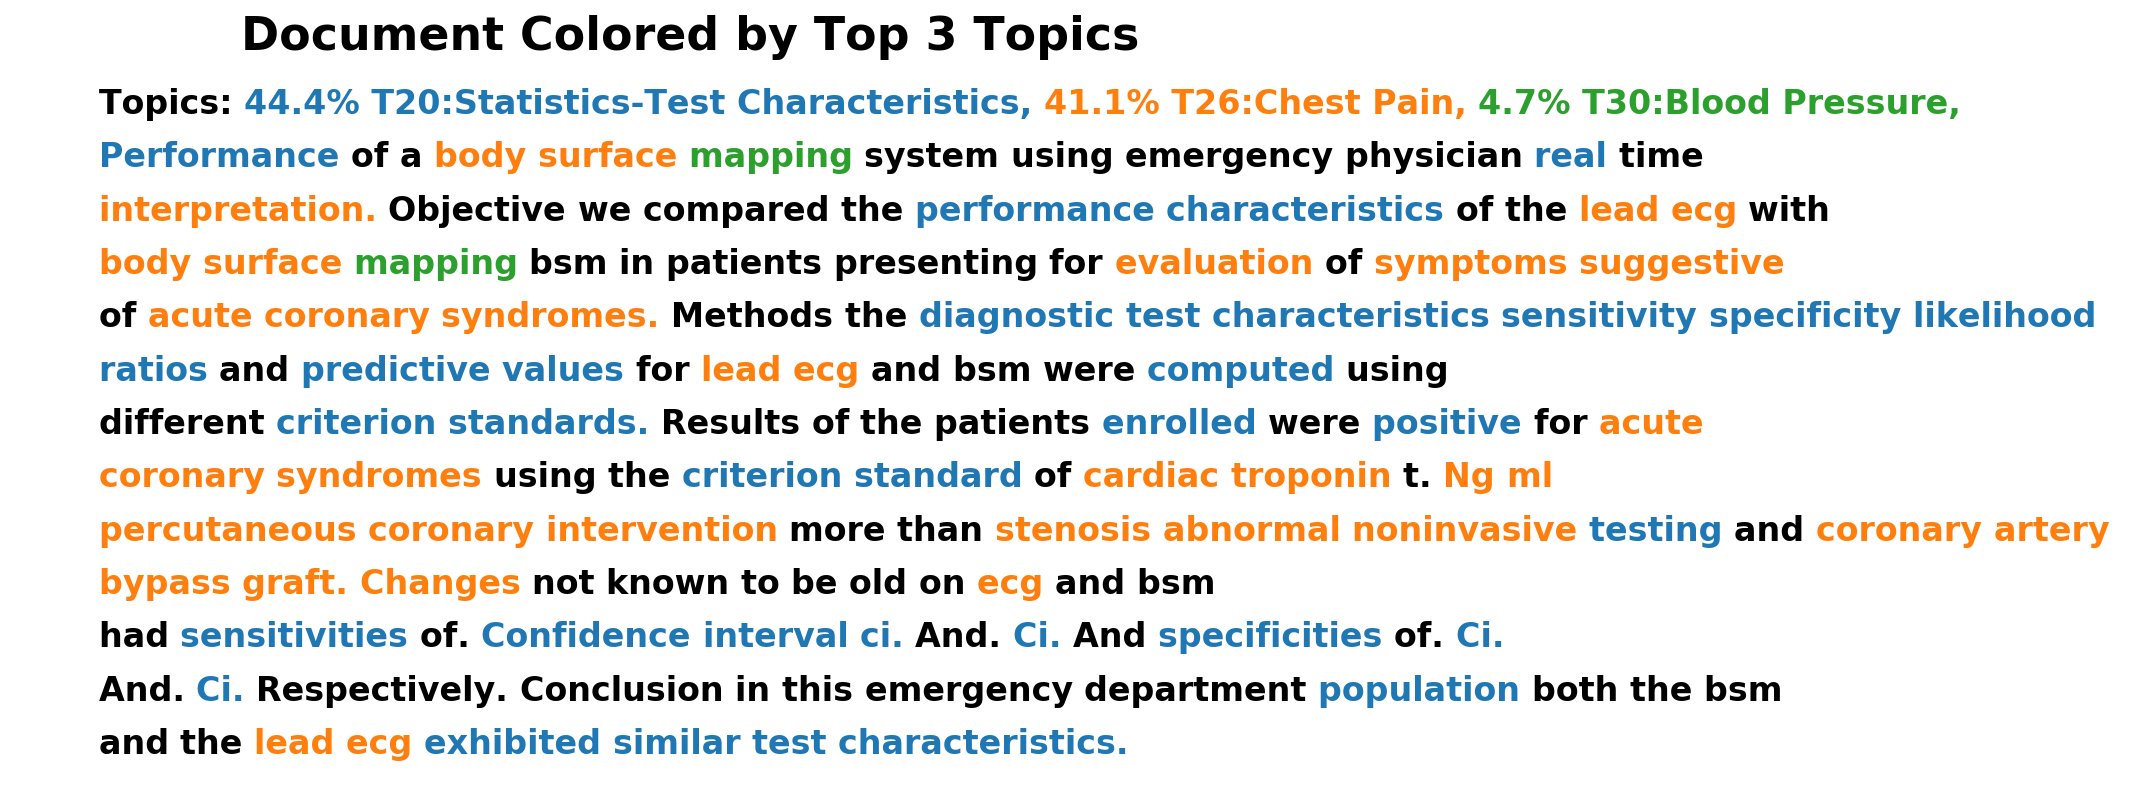 Document Colored by Top 3 Topics
Topics: 44.4% T20:Statistics-Test Characteristics, 41.1% T26:Chest Pain, 4.7% T30:Blood Pressure,
Performance of a body surface mapping system using emergency physician real time
interpretation. Objective we compared the performance characteristics of the lead ecg with
body surface mapping bsm in patients presenting for evaluation of symptoms suggestive
of acute coronary syndromes. Methods the diagnostic test characteristics sensitivity specificity likelihood
ratios and predictive values for lead ecg and bsm were computed using
different criterion standards. Results of the patients enrolled were positive for acute
coronary syndromes using the criterion standard of cardiac troponin t. Ng ml
percutaneous coronary intervention more than stenosis abnormal noninvasive testing and coronary artery
bypass graft. Changes not known to be old on ecg and bsm
had sensitivities of. Confidence interval ci. And. Ci. And specificities of. Ci.
And. Ci. Respectively. Conclusion in this emergency department population both the bsm
and the lead ecg exhibited similar test characteristics.